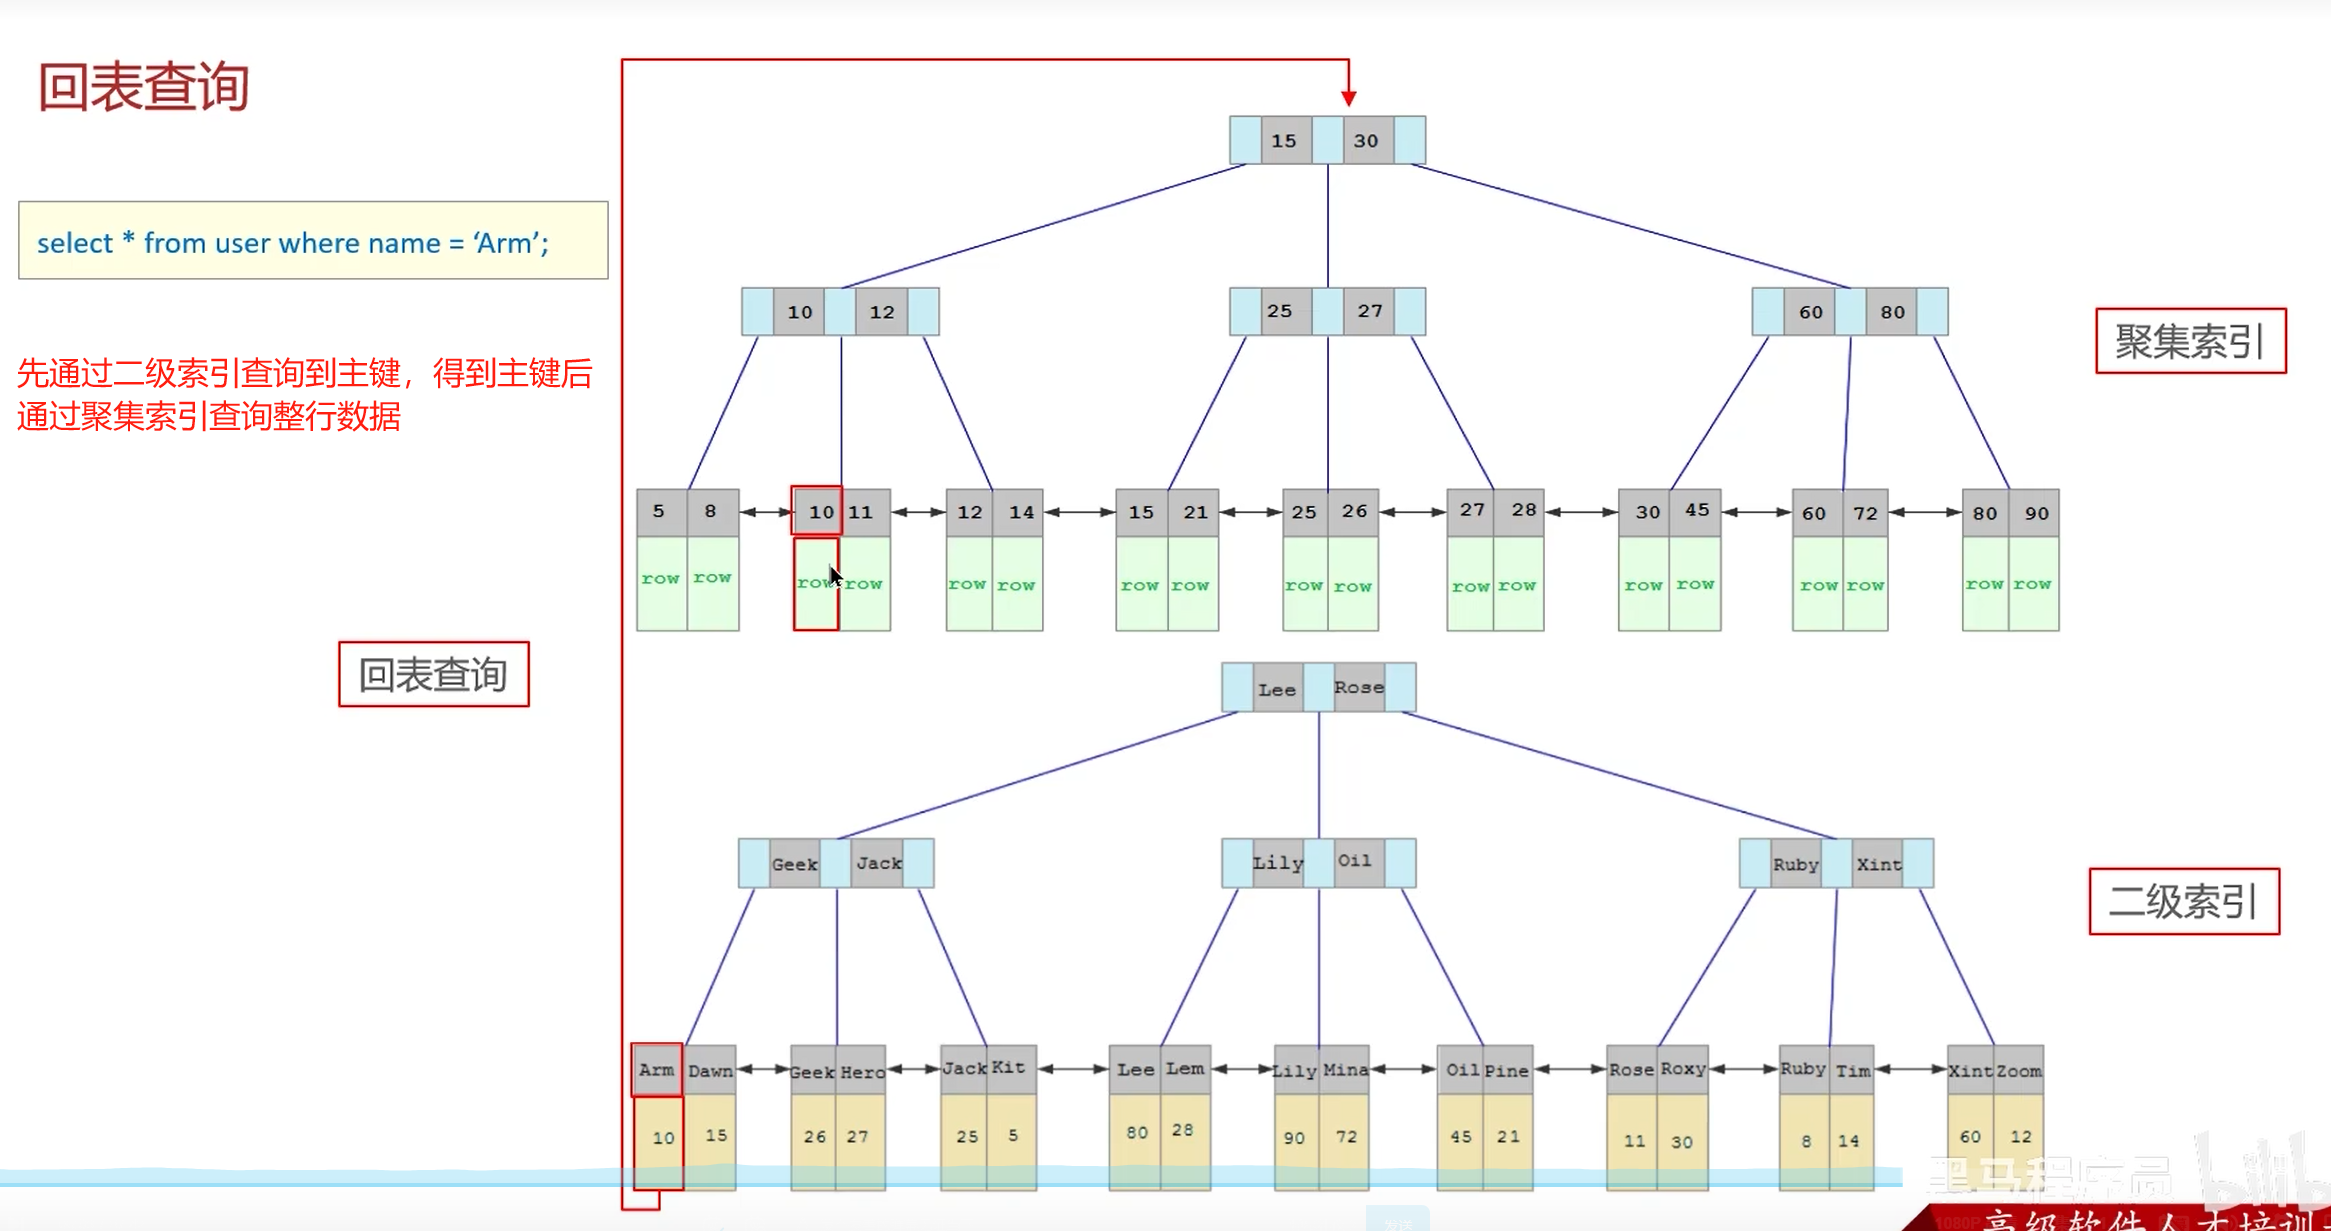 回表查询
select * from user where name = ‘Arm’;
先通过二级索引查询到主键，得到主键后
通过聚集索引查询整行数据
15 30
10 12 25 27 60 80
聚集索引
5 8 10 11 12 14 15 21 25 26 27 28 30 45 60 72 80 90
row row row row row row row row row row row row row row row row row row
回表查询
Lee Rose
Geek Jack Lily Oil Ruby Xint
二级索引
Arm Dawn Geek Hero Jack Kit Lee Lem Lily Mina Oil Pine Rose Roxy Ruby Tim Xint Zoom
10 15 26 27 25 5 80 28 90 72 45 21 11 30 8 14 60 12
黑马程序员
发送
高级软件人才培训